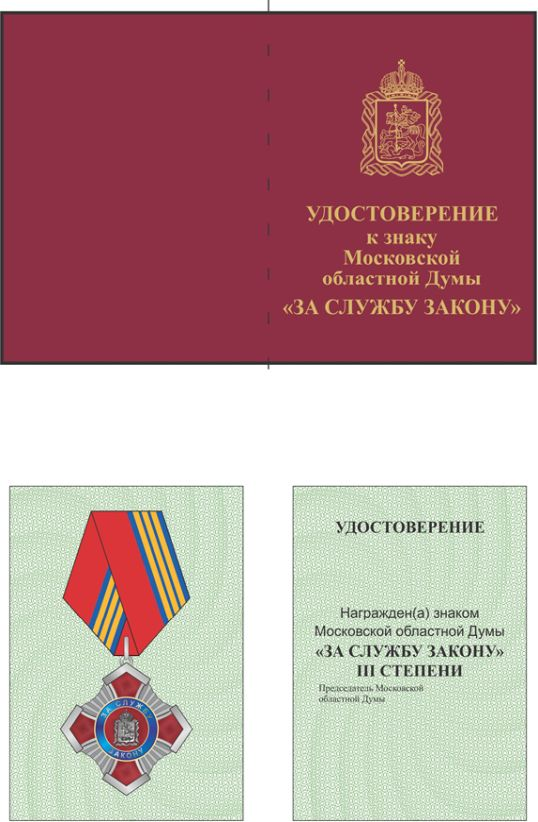 УДОСТОВЕРЕНИЕ
к знаку
Московской
областной Думы
«ЗА СЛУЖБУ ЗАКОНУ»
ЗА СЛУЖБУ
ЗАКОНУ
УДОСТОВЕРЕНИЕ
Награжден(а) знаком
Московской областной Думы
«ЗА СЛУЖБУ ЗАКОНУ»
III СТЕПЕНИ
Председатель Московской
областной Думы